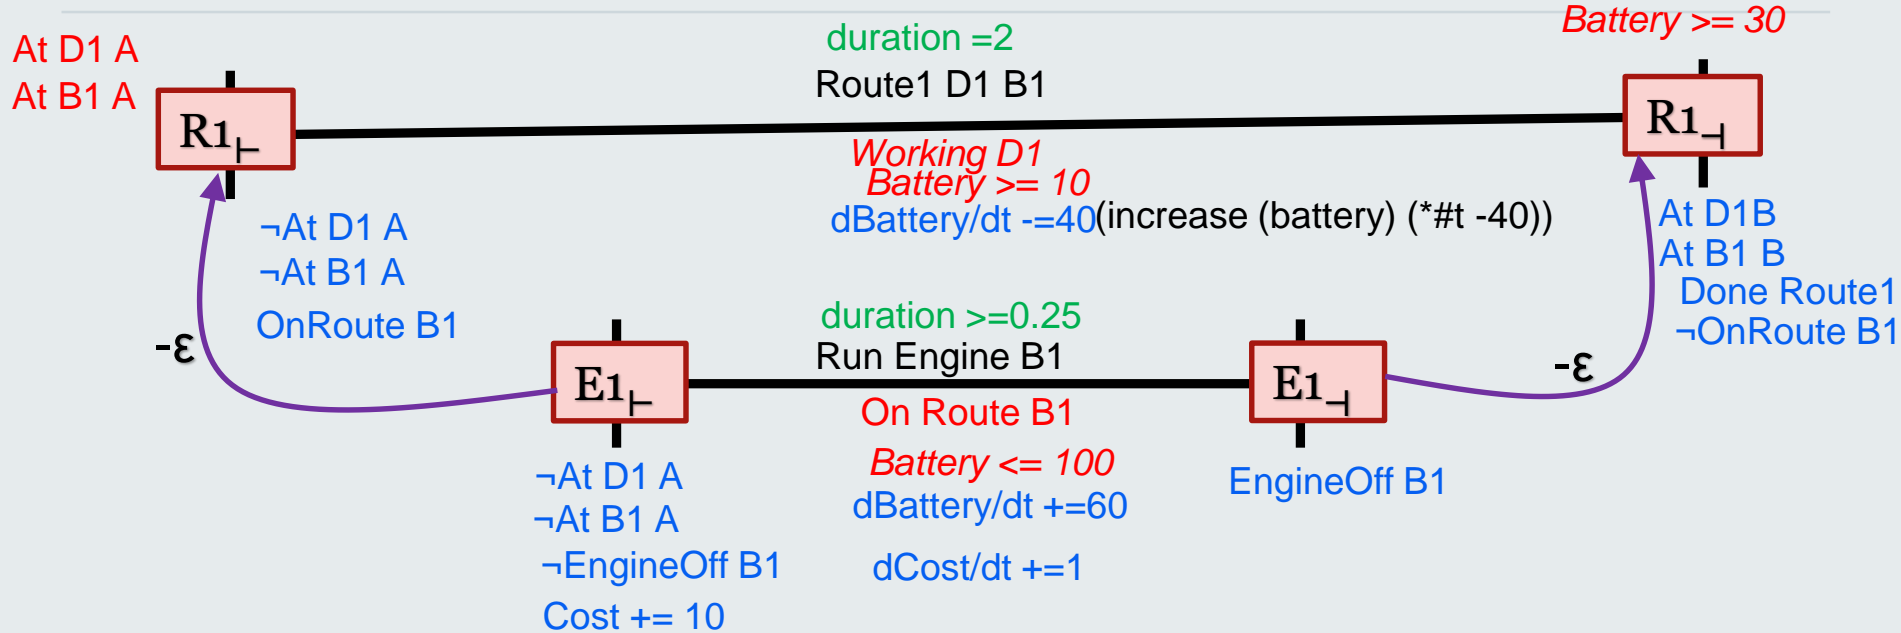 Battery >= 30
At D1 A
At B1 A
duration =2
Route1 D1 B1
R1⊢
R1⊣
Working D1
Battery >= 10
dBattery/dt -=40(increase (battery) (*#t -40))
¬At D1 A
¬At B1 A
OnRoute B1
At D1B
At B1 B
Done Route1
¬OnRoute B1
-ε
-ε
duration >=0.25
Run Engine B1
E1⊢
E1⊣
On Route B1
Battery <= 100
dBattery/dt +=60
dCost/dt +=1
¬At D1 A
¬At B1 A
¬EngineOff B1
Cost += 10
EngineOff B1